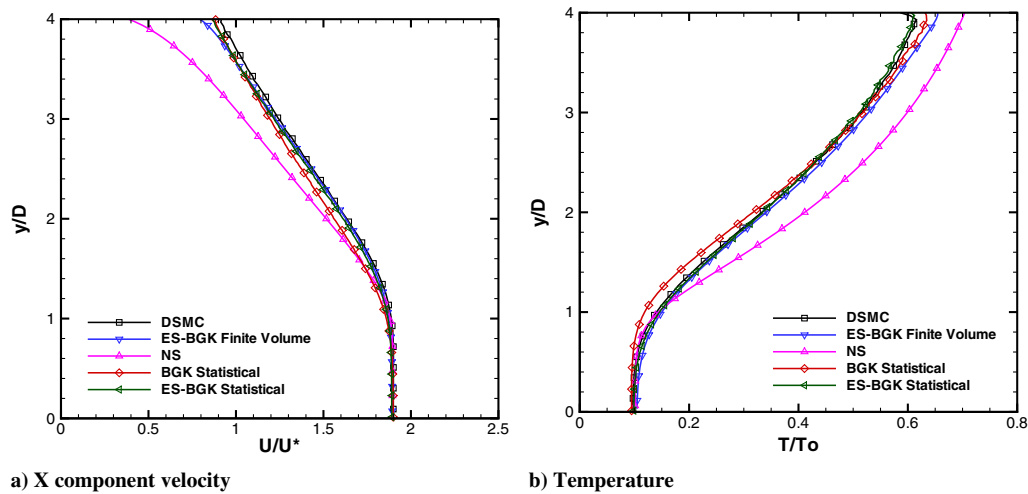 y/D
4
3
2
1
0
0
0.5
1
1.5
2
2.5
U/U*
DSMC
ES-BGK Finite Volume
NS
BGK Statistical
ES-BGK Statistical
a) X component velocity
y/D
4
3
2
1
0
0
0.2
0.4
0.6
0.8
T/To
DSMC
ES-BGK Finite Volume
NS
BGK Statistical
ES-BGK Statistical
b) Temperature